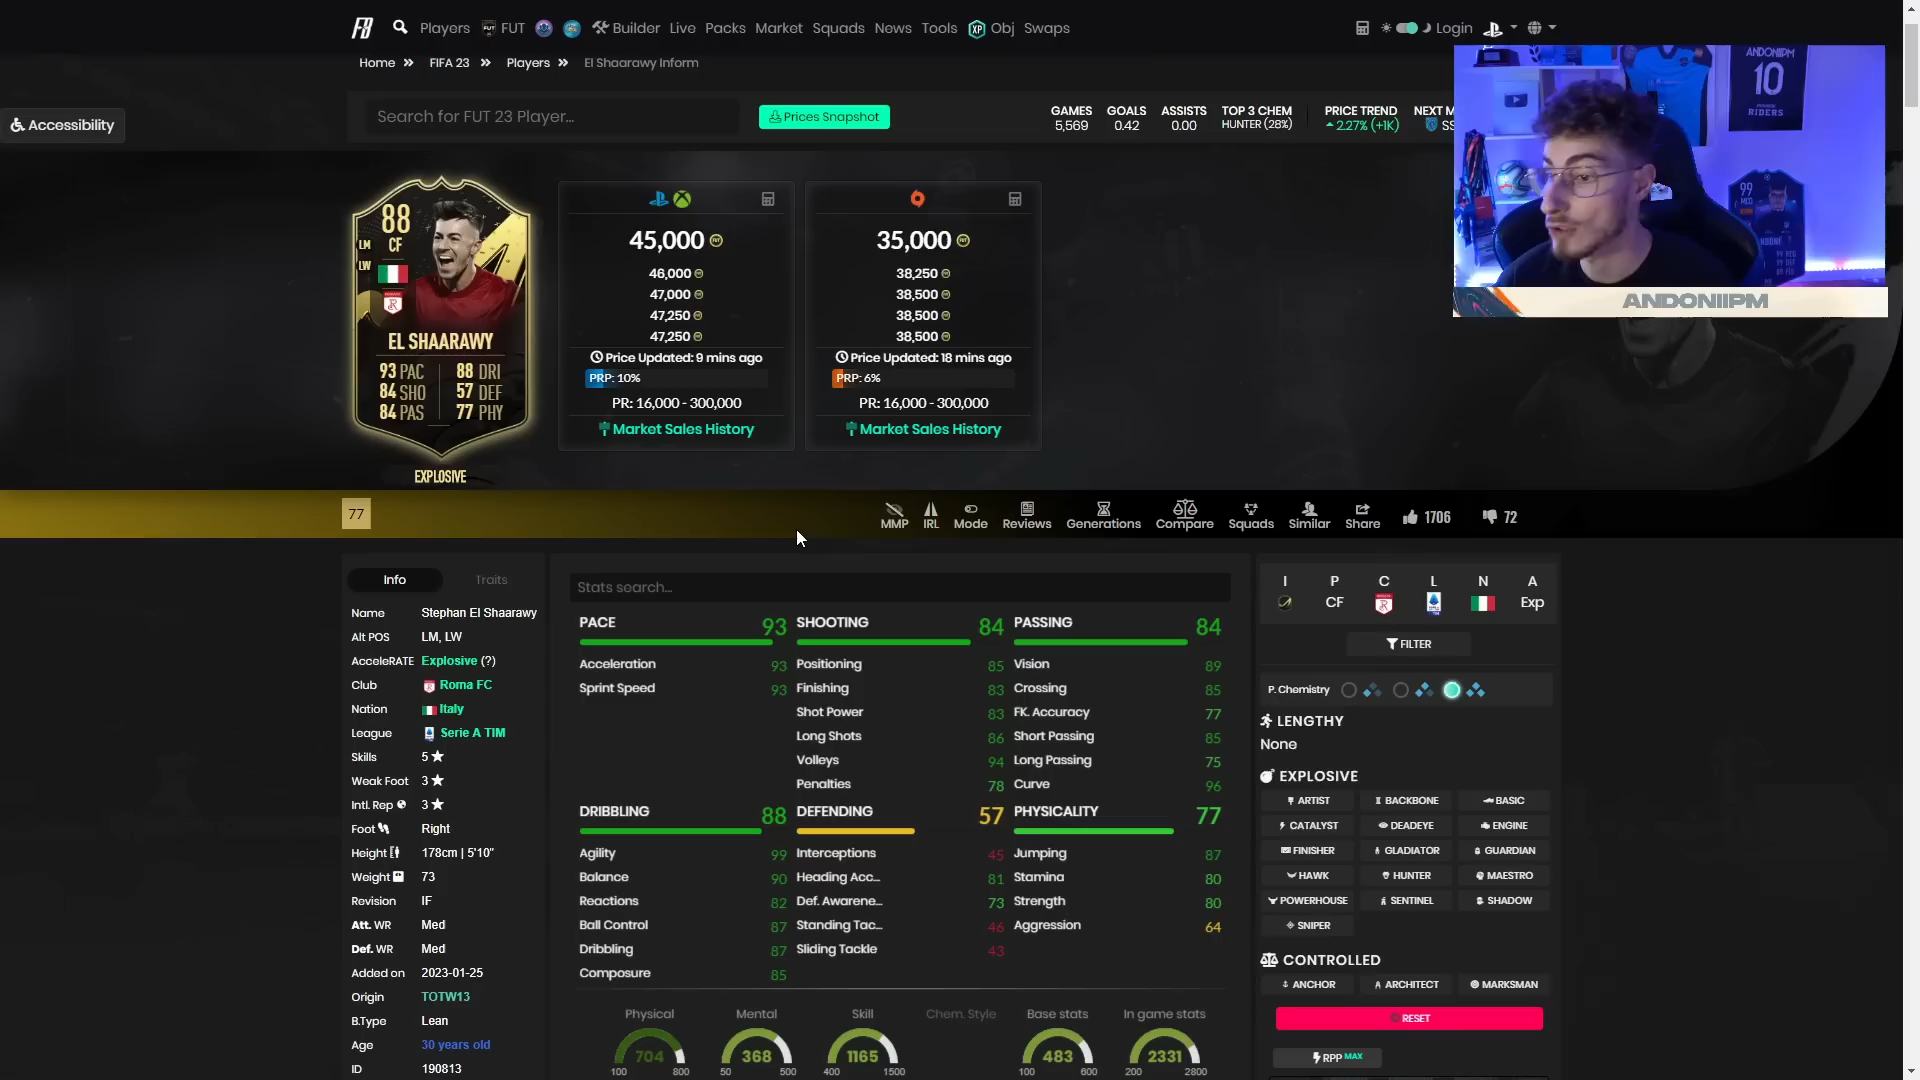 Players FUT Builder Live Packs Market Squads News Tools XP Obj Swaps Login
Home » FIFA 23 » Players » El Shaarawy Inform
Accessibility
Search for FUT 23 Player...
Prices Snapshot
GAMES GOALS ASSISTS TOP 3 CHEM PRICE TREND NEXT M
5,569 0.42 0.00 HUNTER (28%) 2.27% (+1K) SS
ANDONIIPM
10
RIDERS
99
ANDONIIPM
88
CF
LM
LW
EL SHAARAWY
93 PAC 88 DRI
84 SHO 57 DEF
84 PAS 77 PHY
EXPLOSIVE
45,000
46,000
47,000
47,250
47,250
Price Updated: 9 mins ago
PRP: 10%
PR: 16,000 - 300,000
Market Sales History
35,000
38,250
38,500
38,500
38,500
Price Updated: 18 mins ago
PRP: 6%
PR: 16,000 - 300,000
Market Sales History
77
MMP IRL Mode Reviews Generations Compare Squads Similar Share 1706 72
Info Traits
Name Stephan El Shaarawy
Alt POS LM, LW
AcceleRATE Explosive (?)
Club Roma FC
Nation Italy
League Serie A TIM
Skills 5
Weak Foot 3
Intl. Rep 3
Foot Right
Height 178cm | 5'10"
Weight 73
Revision IF
Att. WR Med
Def. WR Med
Added on 2023-01-25
Origin TOTW13
B.Type Lean
Age 30 years old
ID 190813
Stats search...
PACE 93
Acceleration 93
Sprint Speed 93
SHOOTING 84
Positioning 85
Finishing 83
Shot Power 83
Long Shots 86
Volleys 94
Penalties 78
PASSING 84
Vision 89
Crossing 85
FK. Accuracy 77
Short Passing 85
Long Passing 75
Curve 96
DRIBBLING 88
Agility 99
Balance 90
Reactions 82
Ball Control 87
Dribbling 87
Composure 85
DEFENDING 57
Interceptions 45
Heading Acc... 81
Def. Awarene... 73
Standing Tac... 46
Sliding Tackle 43
PHYSICALITY 77
Jumping 87
Stamina 80
Strength 80
Aggression 64
Physical Mental Skill Chem. Style Base stats In game stats
704 368 1165 483 2331
100 800 50 500 400 1500 100 600 200 2800
I P C L N A
CF Exp
FILTER
P. Chemistry
LENGTHY
None
EXPLOSIVE
ARTIST BACKBONE BASIC
CATALYST DEADEYE ENGINE
FINISHER GLADIATOR GUARDIAN
HAWK HUNTER MAESTRO
POWERHOUSE SENTINEL SHADOW
SNIPER
CONTROLLED
ANCHOR ARCHITECT MARKSMAN
RESET
RPP MAX